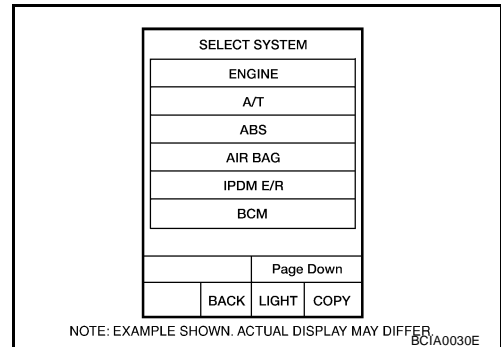 SELECT SYSTEM
ENGINE
A/T
ABS
AIR BAG
IPDM E/R
BCM
Page Down
BACK LIGHT COPY
NOTE: EXAMPLE SHOWN. ACTUAL DISPLAY MAY DIFFER.
BCIA0030E